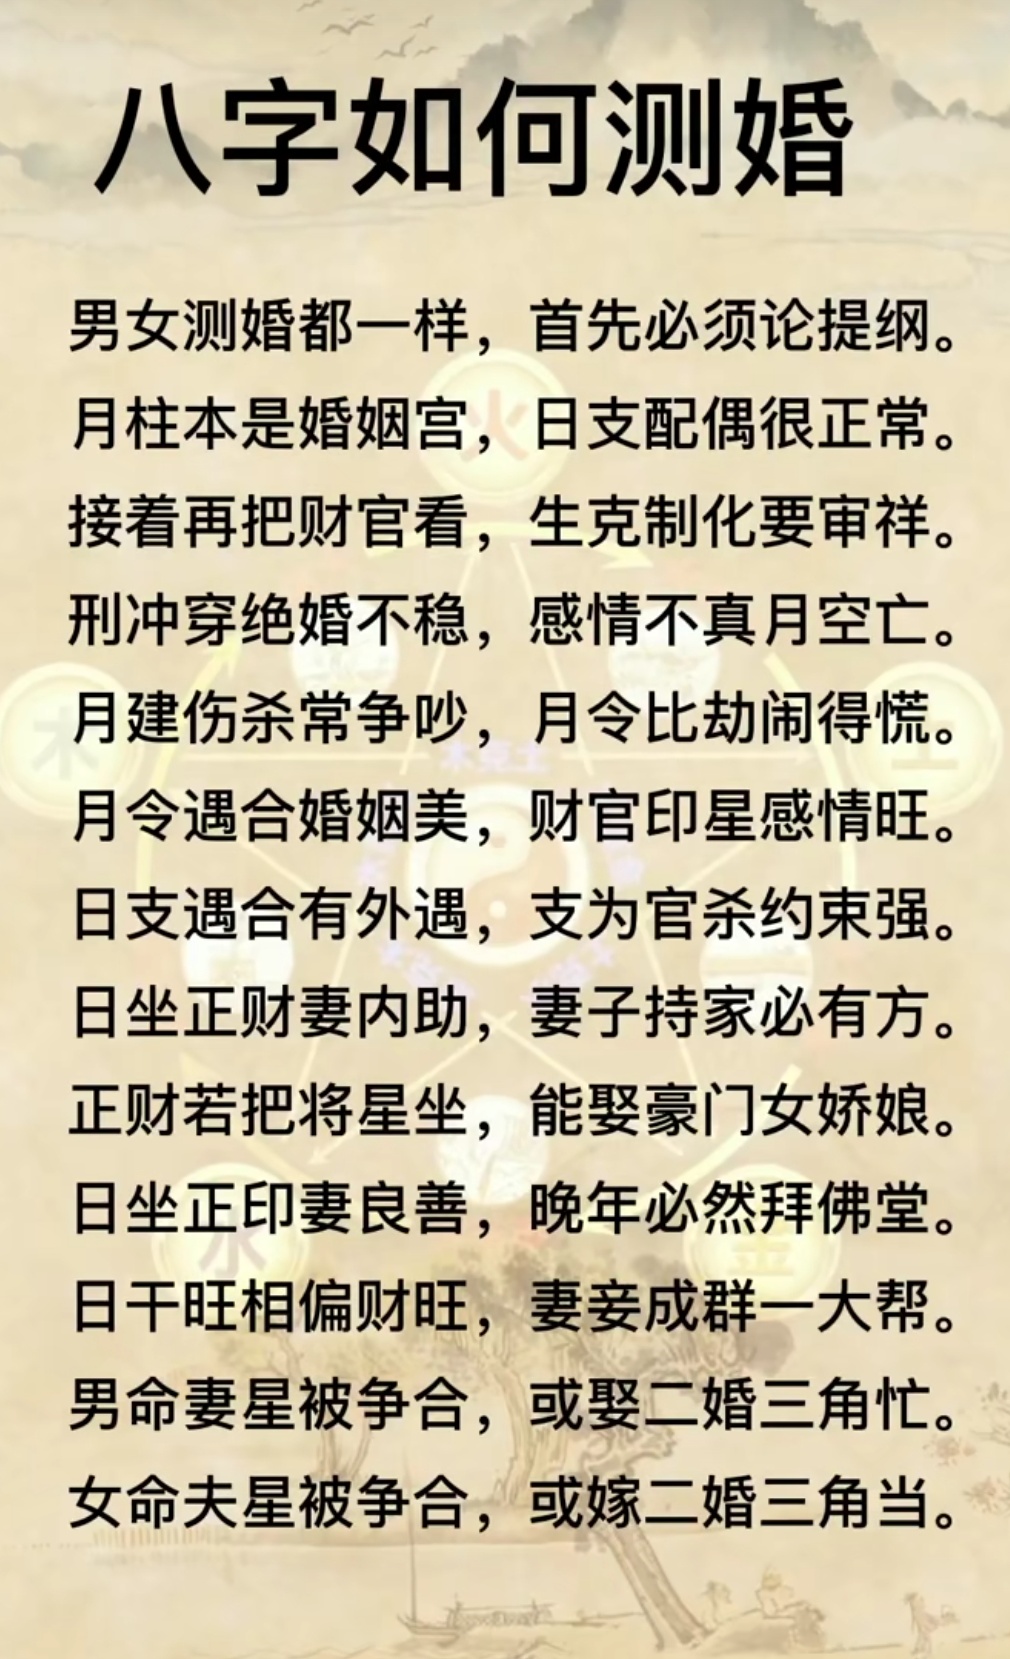 八字如何测婚
男女测婚都一样，首先必须论提纲。
月柱本是婚姻宫，日支配偶很正常。
接着再把财官看，生克制化要审祥。
刑冲穿绝婚不稳，感情不真月空亡。
月建伤杀常争吵，月令比劫闹得慌。
月令遇合婚姻美，财官印星感情旺。
日支遇合有外遇，支为官杀约束强。
日坐正财妻内助，妻子持家必有方。
正财若把将星坐，能娶豪门女娇娘。
日坐正印妻良善，晚年必然拜佛堂。
日干旺相偏财旺，妻妾成群一大帮。
男命妻星被争合，或娶二婚三角忙。
女命夫星被争合，或嫁二婚三角当。
火
木
土
木克土
水
金